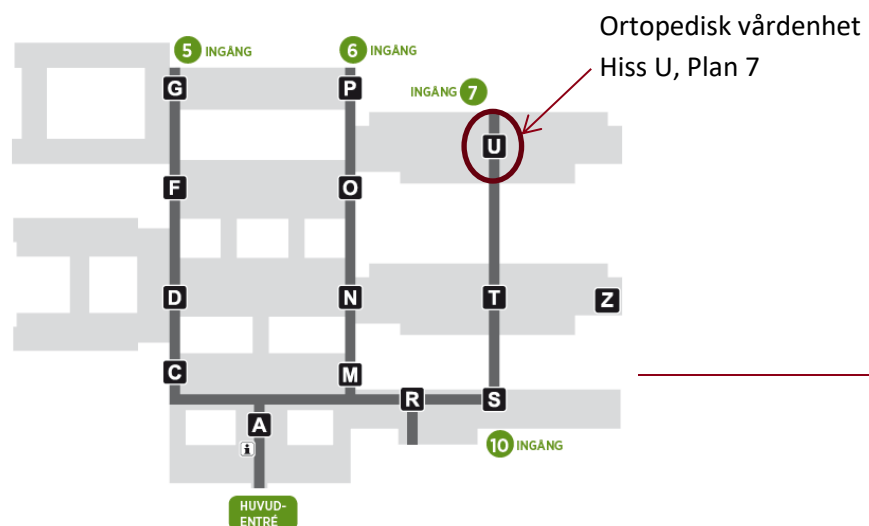 Ortopedisk vårdenhet
Hiss U, Plan 7
5 INGÅNG
6 INGÅNG
INGÅNG 7
G
P
U
F
O
D
N
T
Z
C
M
R
S
A
i
10 INGÅNG
HUVUD-
ENTRÉ